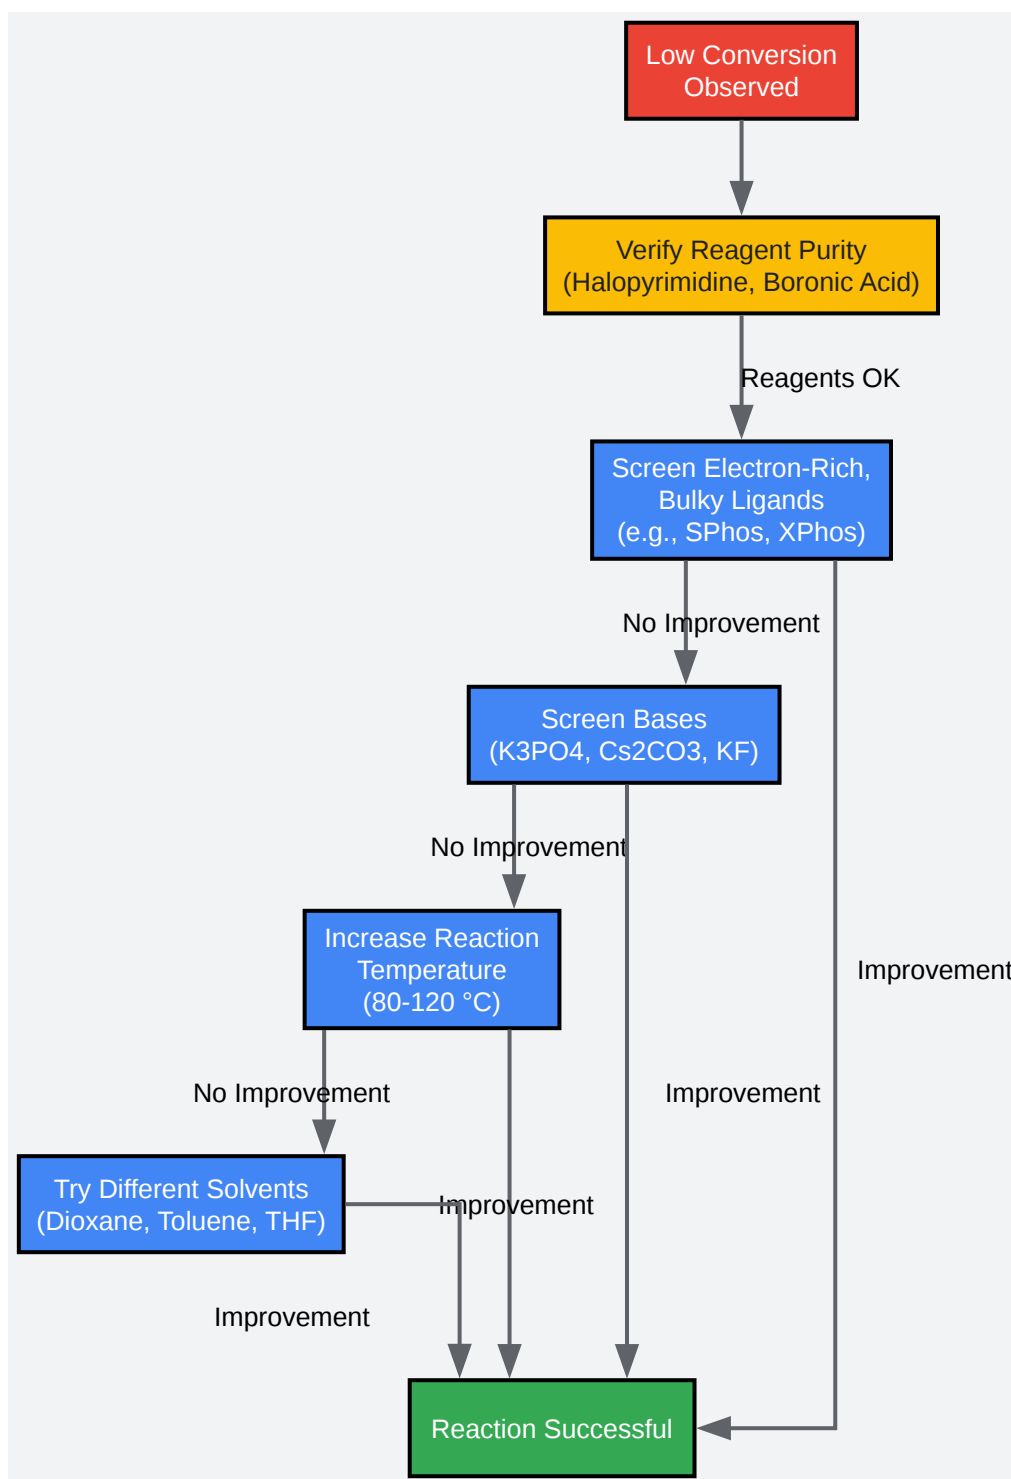 Low Conversion
Observed
Verify Reagent Purity
(Halopyrimidine, Boronic Acid)
Reagents OK
Screen Electron-Rich,
Bulky Ligands
(e.g., SPhos, XPhos)
No Improvement
Screen Bases
(K3PO4, Cs2CO3, KF)
No Improvement
Increase Reaction
Temperature
(80-120 °C)
Improvement
No Improvement
Improvement
Try Different Solvents
(Dioxane, Toluene, THF)
Improvement
Improvement
Reaction Successful